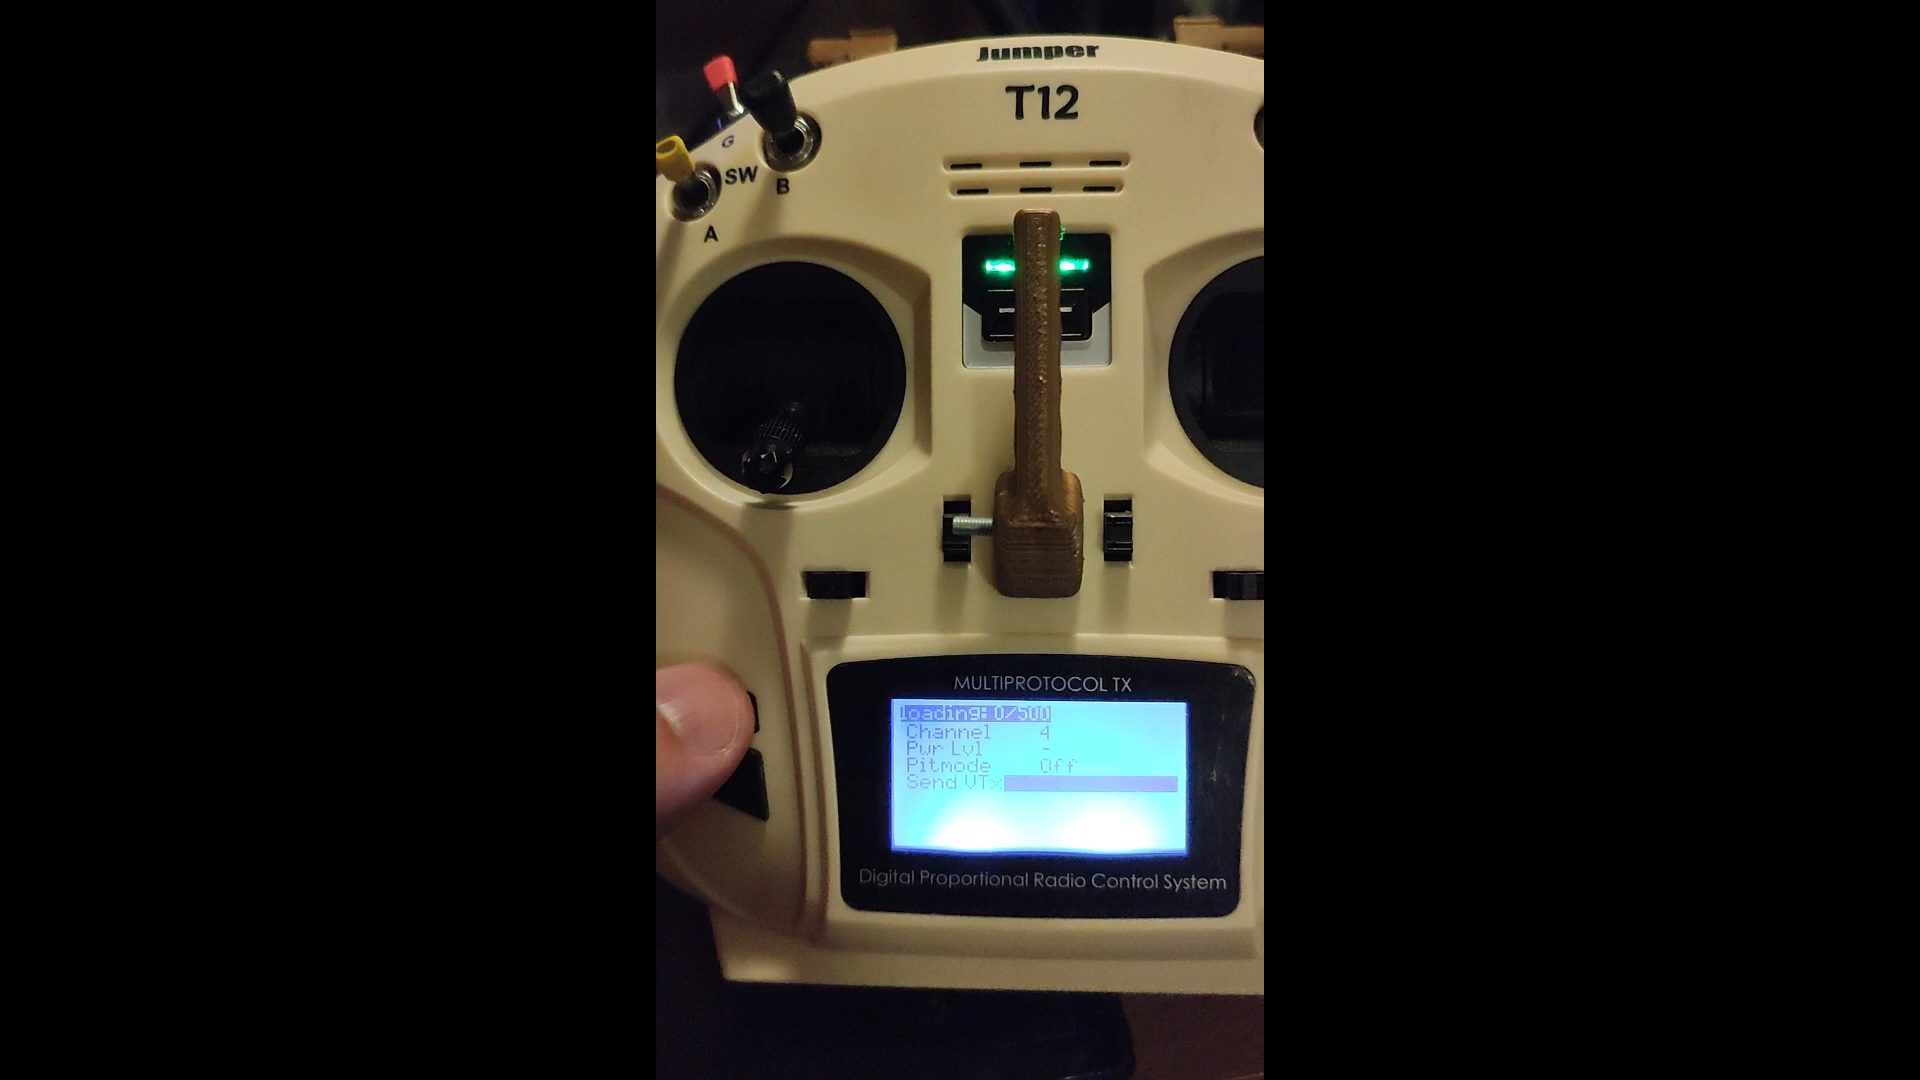 Jumper
T12
G
SW
B
A
MULTIPROTOCOL TX
Loading: 0/500
Channel 4
Pwr Lvl -
Pitmode Off
Send VTx
Digital Proportional Radio Control System